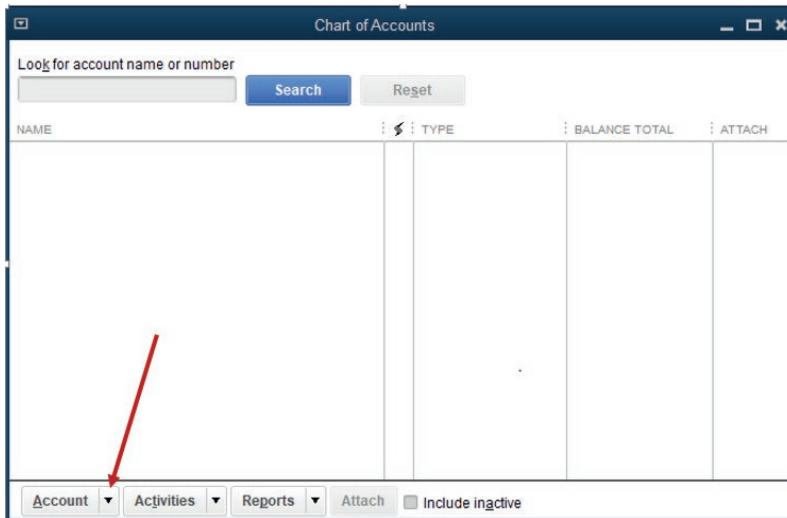 Chart of Accounts
Look for account name or number
Search Reset
NAME TYPE BALANCE TOTAL ATTACH
Account Activities Reports Attach Include inactive